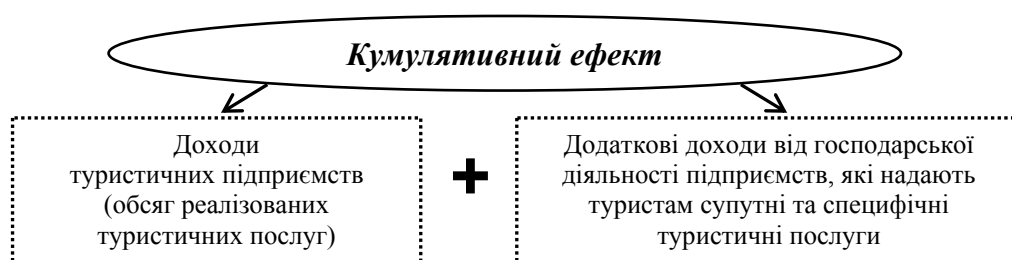 Кумулятивний ефект
Доходи
туристичних підприємств
(обсяг реалізованих
туристичних послуг)
+
Додаткові доходи від господарської
діяльності підприємств, які надають
туристам супутні та специфічні
туристичні послуги